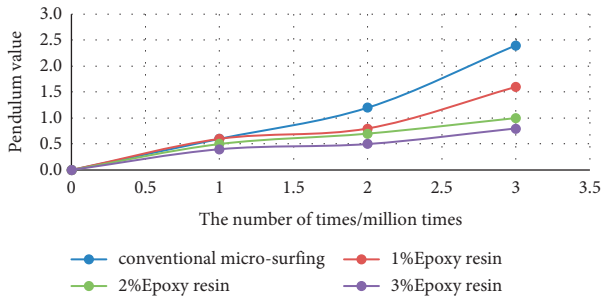 Pendulum value
3.0
2.5
2.0
1.5
1.0
0.5
0.0
0 0.5 1 1.5 2 2.5 3 3.5
The number of times/million times
conventional micro-surfing 1%Epoxy resin
2%Epoxy resin 3%Epoxy resin